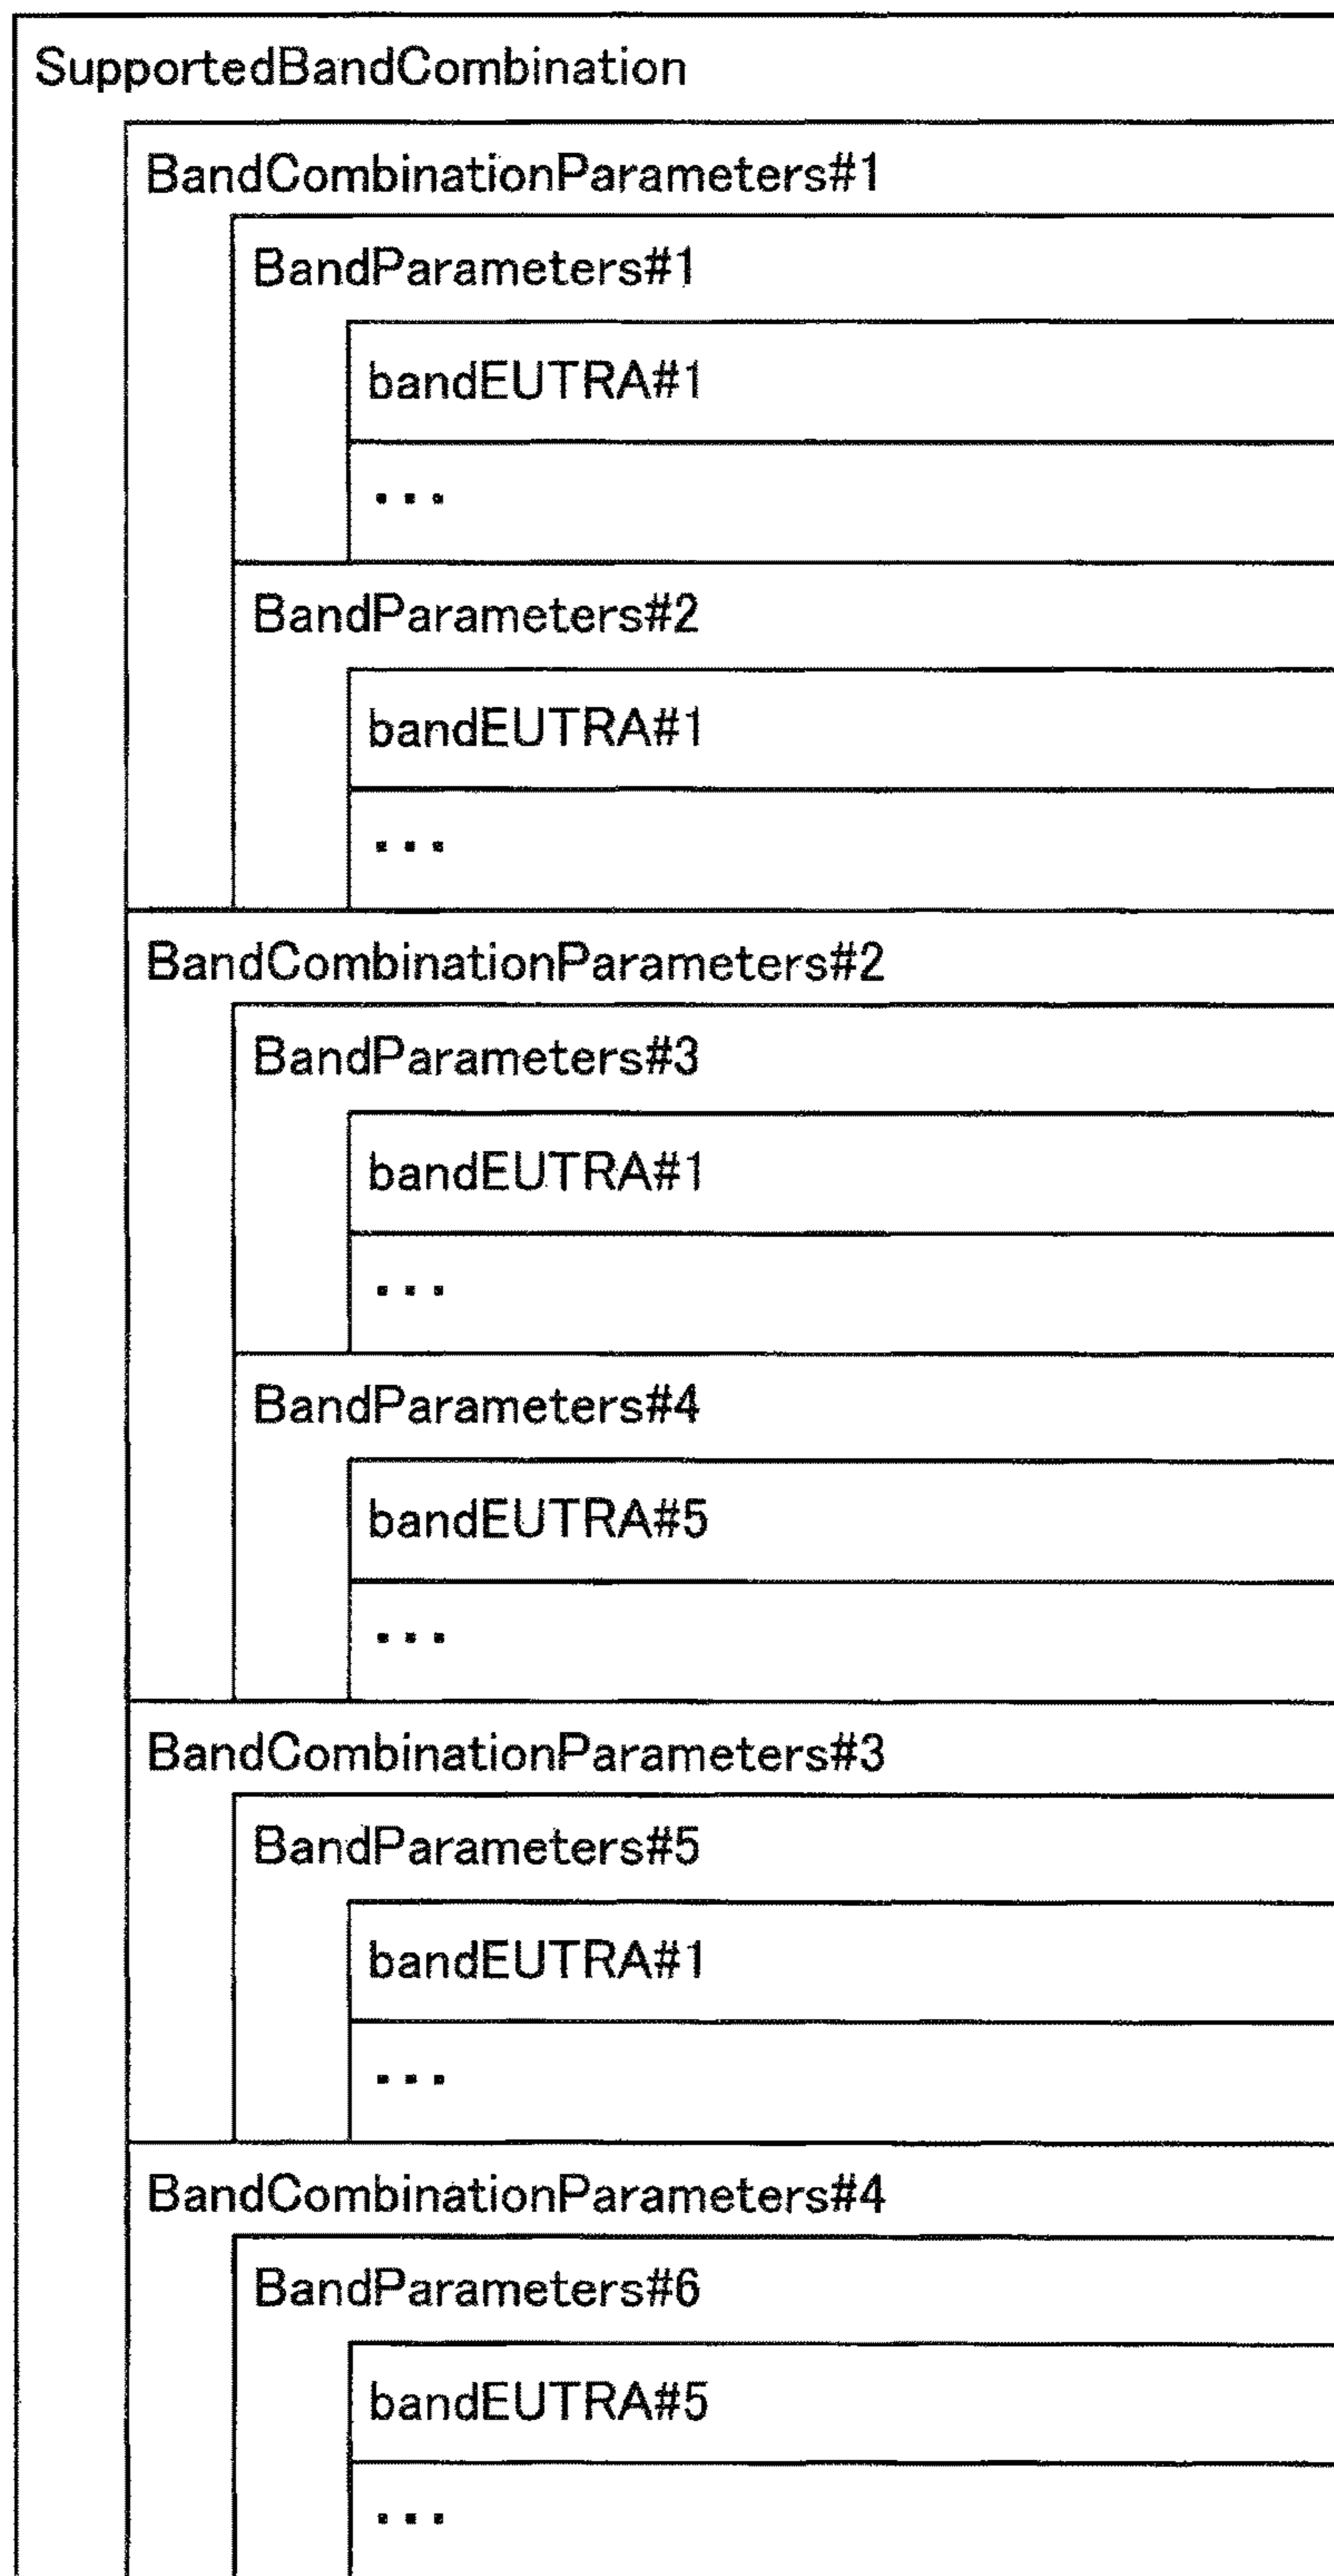 SupportedBandCombination
BandCombinationParameters#1
BandParameters#1
bandEUTRA#1
...
BandParameters#2
bandEUTRA#1
...
BandCombinationParameters#2
BandParameters#3
bandEUTRA#1
...
BandParameters#4
bandEUTRA#5
...
BandCombinationParameters#3
BandParameters#5
bandEUTRA#1
...
BandCombinationParameters#4
BandParameters#6
bandEUTRA#5
...